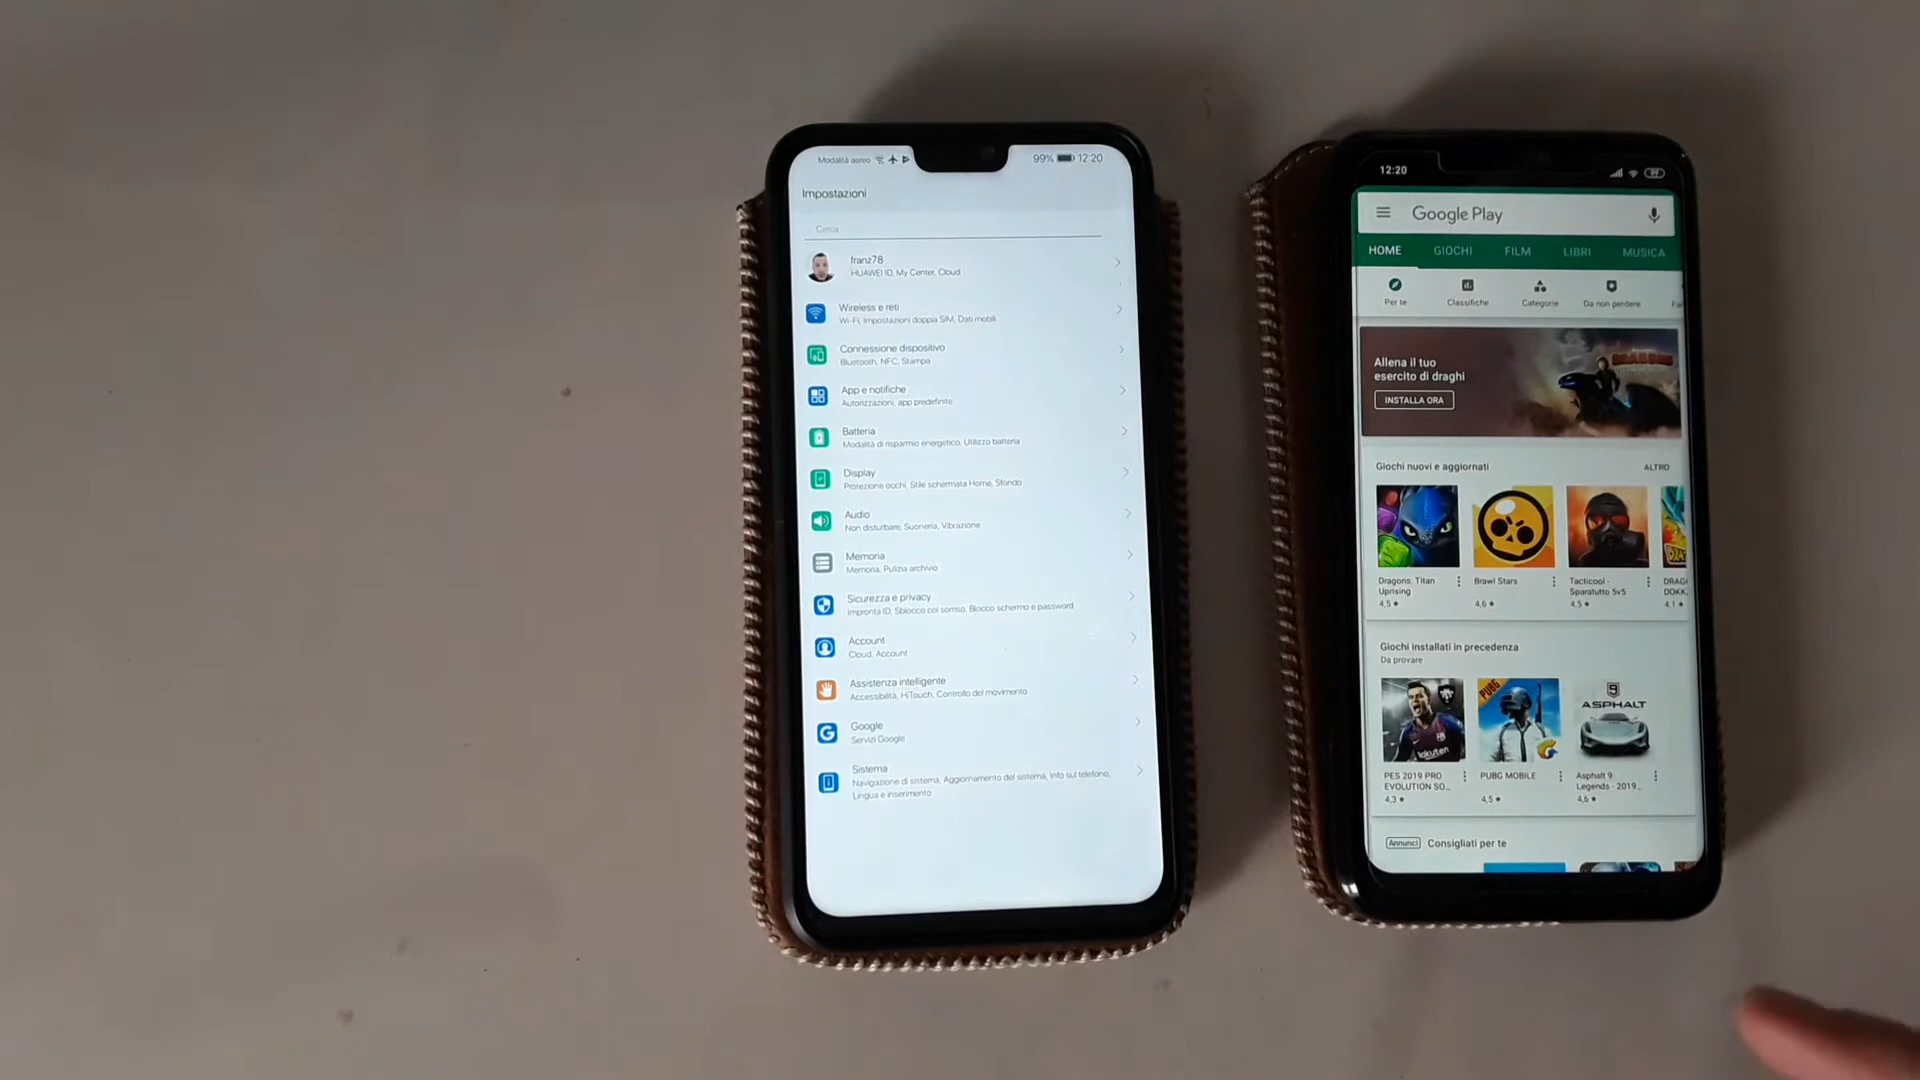 Modalità aereo
99% 12:20
Impostazioni
Cerca
franz78
HUAWEI ID, My Center, Cloud
Wireless e reti
Wi-Fi, Impostazioni doppia SIM, Dati mobili
Connessione dispositivo
Bluetooth, NFC, Stampa
App e notifiche
Autorizzazioni, app predefinite
Batteria
Modalità di risparmio energetico, Utilizzo batteria
Display
Protezione occhi, Stile schermata Home, Sfondo
Audio
Non disturbare, Suoneria, Vibrazione
Memoria
Memoria, Pulizia archivio
Sicurezza e privacy
Impronta ID, Sblocco col sorriso, Blocco schermo e password
Account
Cloud, Account
Assistenza intelligente
Accessibilità, HiTouch, Controllo del movimento
Google
Servizi Google
Sistema
Navigazione di sistema, Aggiornamento del sistema, Info sul telefono,
Lingua e inserimento
12:20
Google Play
HOME GIOCHI FILM LIBRI MUSICA
Per te Classifiche Categorie Da non perdere
Allena il tuo
esercito di draghi
INSTALLA ORA
Giochi nuovi e aggiornati ALTRO
Dragons: Titan
Uprising
4,5★
Brawl Stars
4,6★
Tacticool -
Sparatutto 5v5
4,5★
DRAG
DOKK
4,1★
Giochi installati in precedenza
Da provare
Rakuten
PUBG
9
ASPHALT
PES 2019 PRO
EVOLUTION SO...
4,3★
PUBG MOBILE
4,5★
Asphalt 9:
Legends - 2019...
4,6★
Annunci Consigliati per te